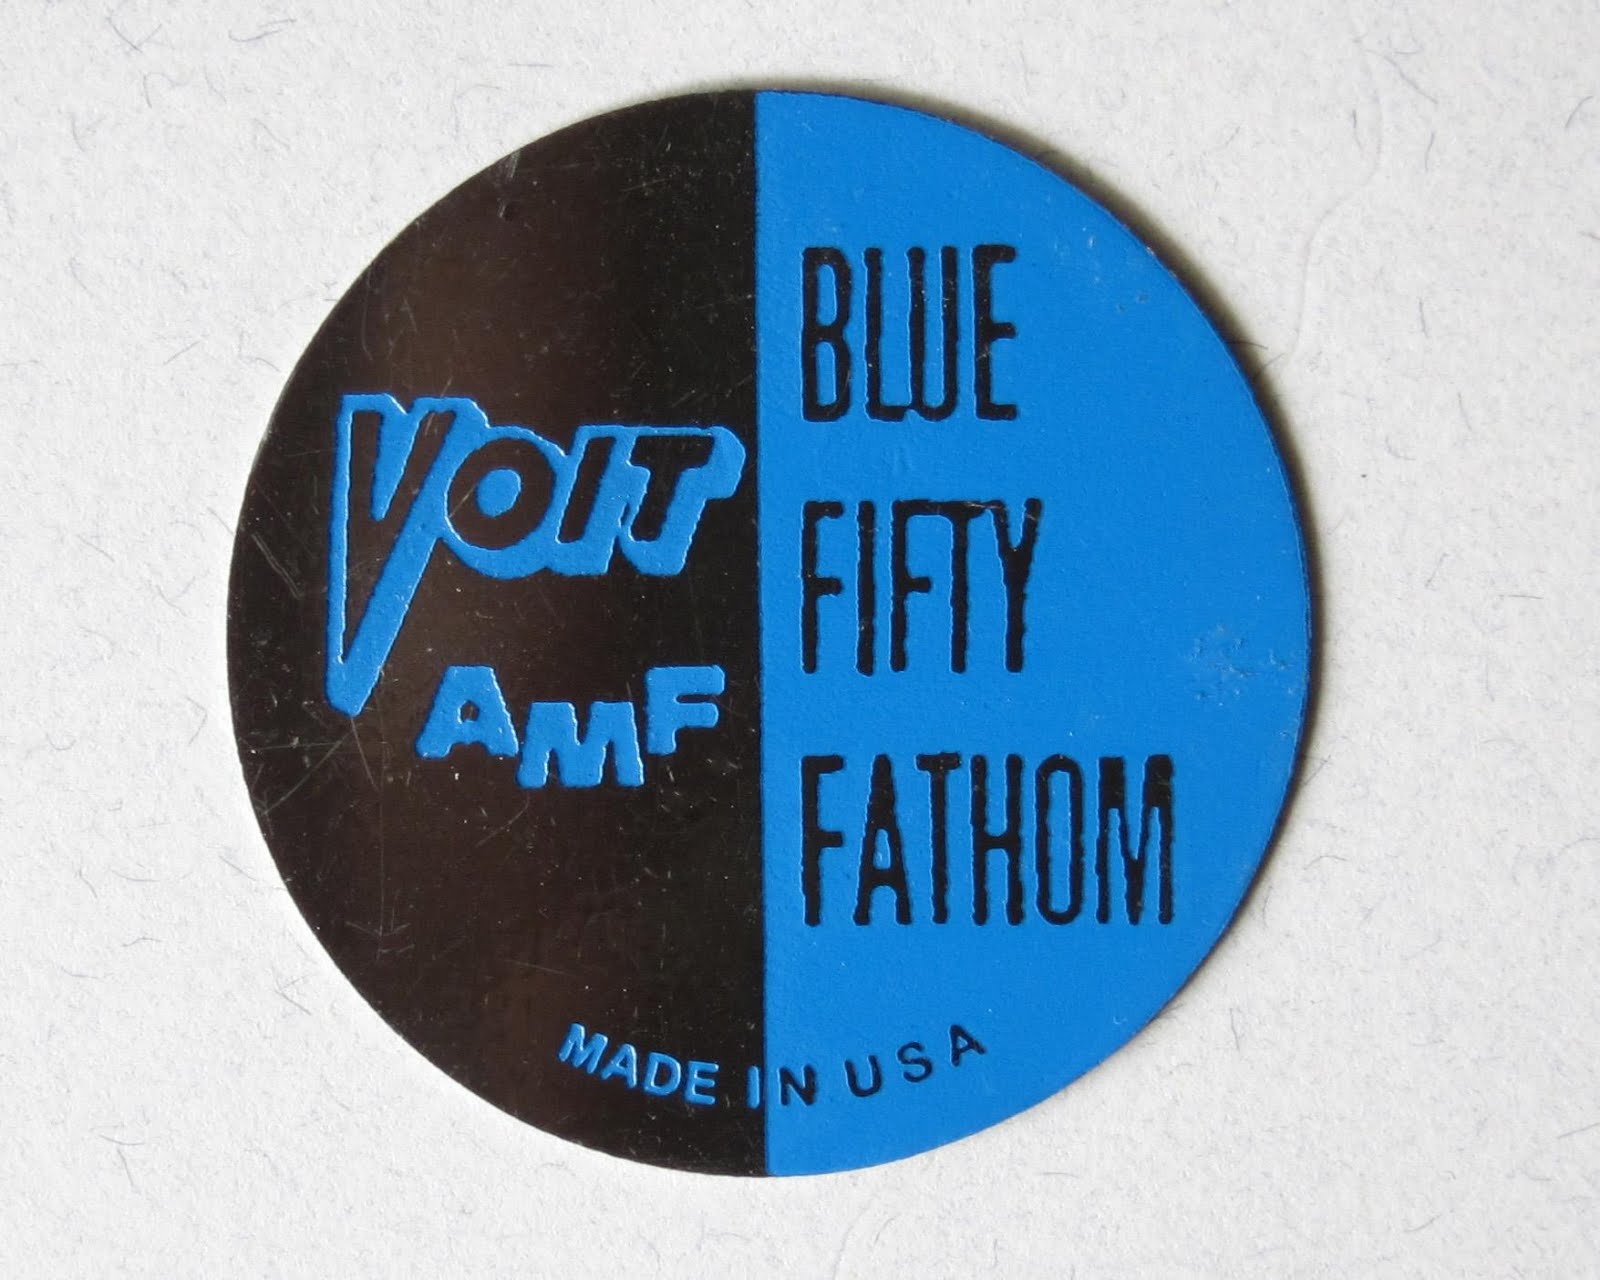 VOIT
AMF
BLUE
FIFTY
FATHOM
MADE IN USA